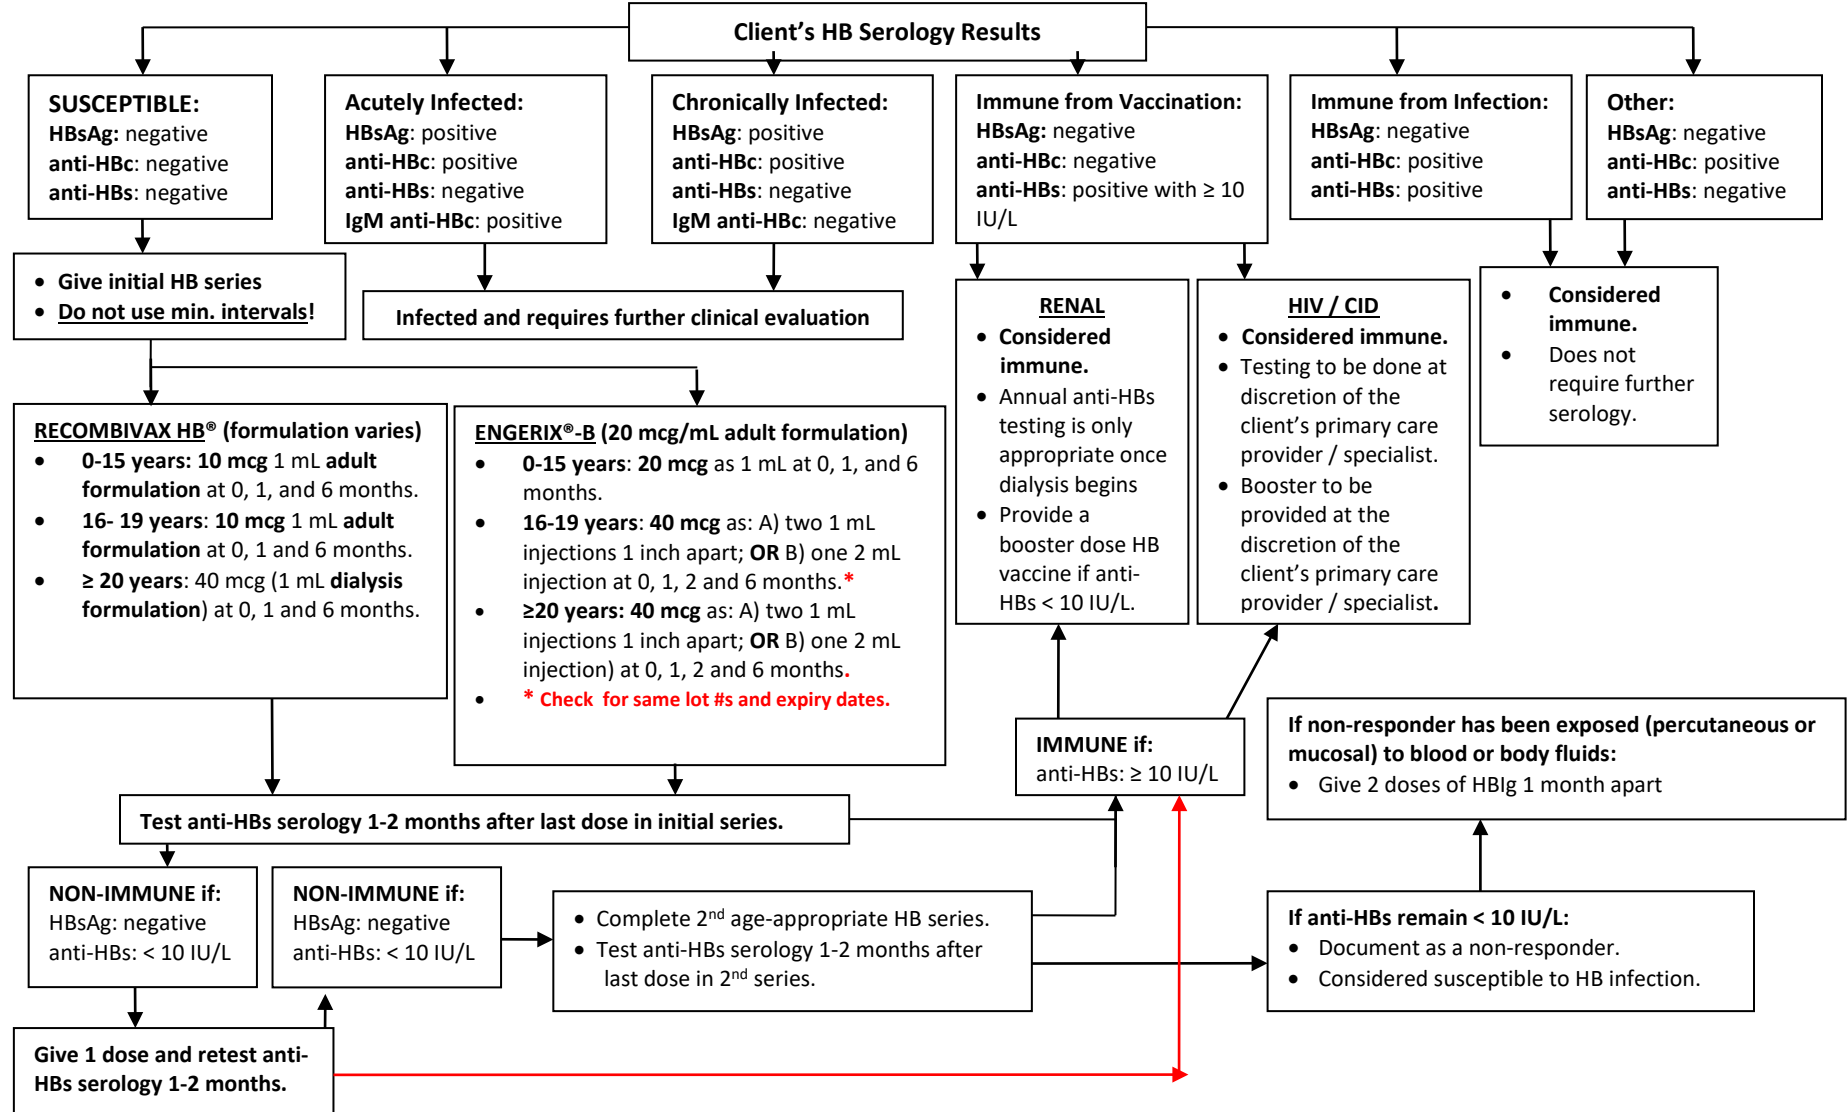 Client’s HB Serology Results
SUSCEPTIBLE:
HBsAg: negative
anti-HBc: negative
anti-HBs: negative
Acutely Infected:
HBsAg: positive
anti-HBc: positive
anti-HBs: negative
IgM anti-HBc: positive
Chronically Infected:
HBsAg: positive
anti-HBc: positive
anti-HBs: negative
IgM anti-HBc: negative
Immune from Vaccination:
HBsAg: negative
anti-HBc: negative
anti-HBs: positive with ≥ 10
IU/L
Immune from Infection:
HBsAg: negative
anti-HBc: positive
anti-HBs: positive
Other:
HBsAg: negative
anti-HBc: positive
anti-HBs: negative
• Give initial HB series
• Do not use min. intervals!
Infected and requires further clinical evaluation
RENAL
• Considered
immune.
• Annual anti-HBs
testing is only
appropriate once
dialysis begins
• Provide a
booster dose HB
vaccine if anti-
HBs < 10 IU/L.
HIV / CID
• Considered immune.
• Testing to be done at
discretion of the
client’s primary care
provider / specialist.
• Booster to be
provided at the
discretion of the
client’s primary care
provider / specialist.
• Considered
immune.
• Does not
require further
serology.
RECOMBIVAX HB® (formulation varies)
• 0-15 years: 10 mcg 1 mL adult
formulation at 0, 1, and 6 months.
• 16- 19 years: 10 mcg 1 mL adult
formulation at 0, 1 and 6 months.
• ≥ 20 years: 40 mcg (1 mL dialysis
formulation) at 0, 1 and 6 months.
ENGERIX®-B (20 mcg/mL adult formulation)
• 0-15 years: 20 mcg as 1 mL at 0, 1, and 6
months.
• 16-19 years: 40 mcg as: A) two 1 mL
injections 1 inch apart; OR B) one 2 mL
injection at 0, 1, 2 and 6 months.*
• ≥20 years: 40 mcg as: A) two 1 mL
injections 1 inch apart; OR B) one 2 mL
injection) at 0, 1, 2 and 6 months.
• * Check for same lot #s and expiry dates.
IMMUNE if:
anti-HBs: ≥ 10 IU/L
If non-responder has been exposed (percutaneous or
mucosal) to blood or body fluids:
• Give 2 doses of HBIg 1 month apart
Test anti-HBs serology 1-2 months after last dose in initial series.
NON-IMMUNE if:
HBsAg: negative
anti-HBs: < 10 IU/L
NON-IMMUNE if:
HBsAg: negative
anti-HBs: < 10 IU/L
• Complete 2nd age-appropriate HB series.
• Test anti-HBs serology 1-2 months after
last dose in 2nd series.
If anti-HBs remain < 10 IU/L:
• Document as a non-responder.
• Considered susceptible to HB infection.
Give 1 dose and retest anti-
HBs serology 1-2 months.